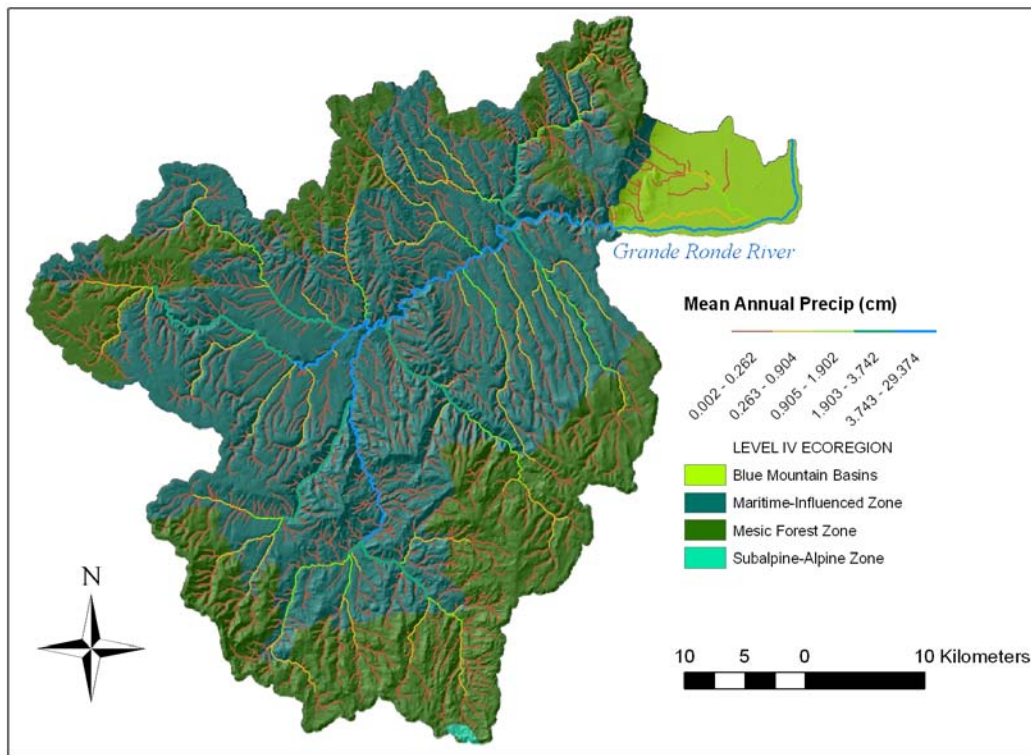 Grande Ronde River
Mean Annual Precip (cm)
0.002 - 0.262
0.263 - 0.904
0.905 - 1.902
1.903 - 3.742
3.743 - 29.374
LEVEL IV ECOREGION
Blue Mountain Basins
Maritime-Influenced Zone
Mesic Forest Zone
Subalpine-Alpine Zone
N
10 5 0 10 Kilometers